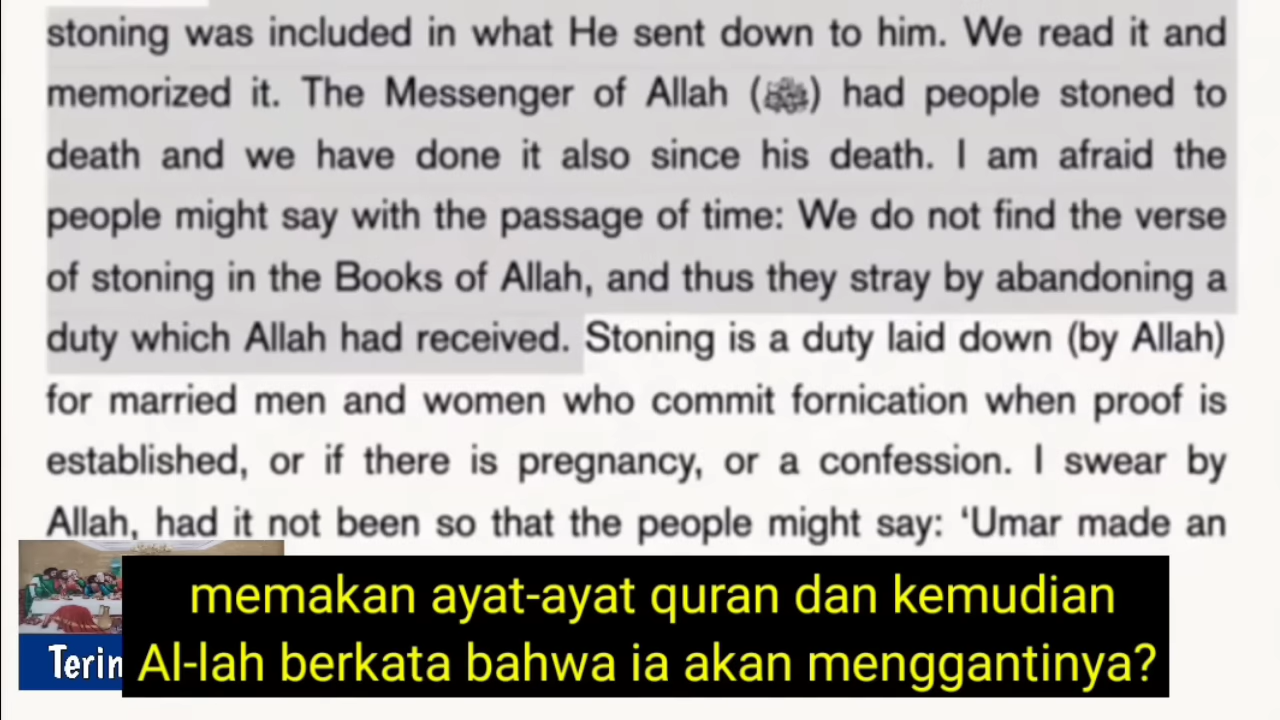 stoning was included in what He sent down to him. We read it and
memorized it. The Messenger of Allah (ﷺ) had people stoned to
death and we have done it also since his death. I am afraid the
people might say with the passage of time: We do not find the verse
of stoning in the Books of Allah, and thus they stray by abandoning a
duty which Allah had received. Stoning is a duty laid down (by Allah)
for married men and women who commit fornication when proof is
established, or if there is pregnancy, or a confession. I swear by
Allah, had it not been so that the people might say: ‘Umar made an
memakan ayat-ayat quran dan kemudian
Al-lah berkata bahwa ia akan menggantinya?
Terin